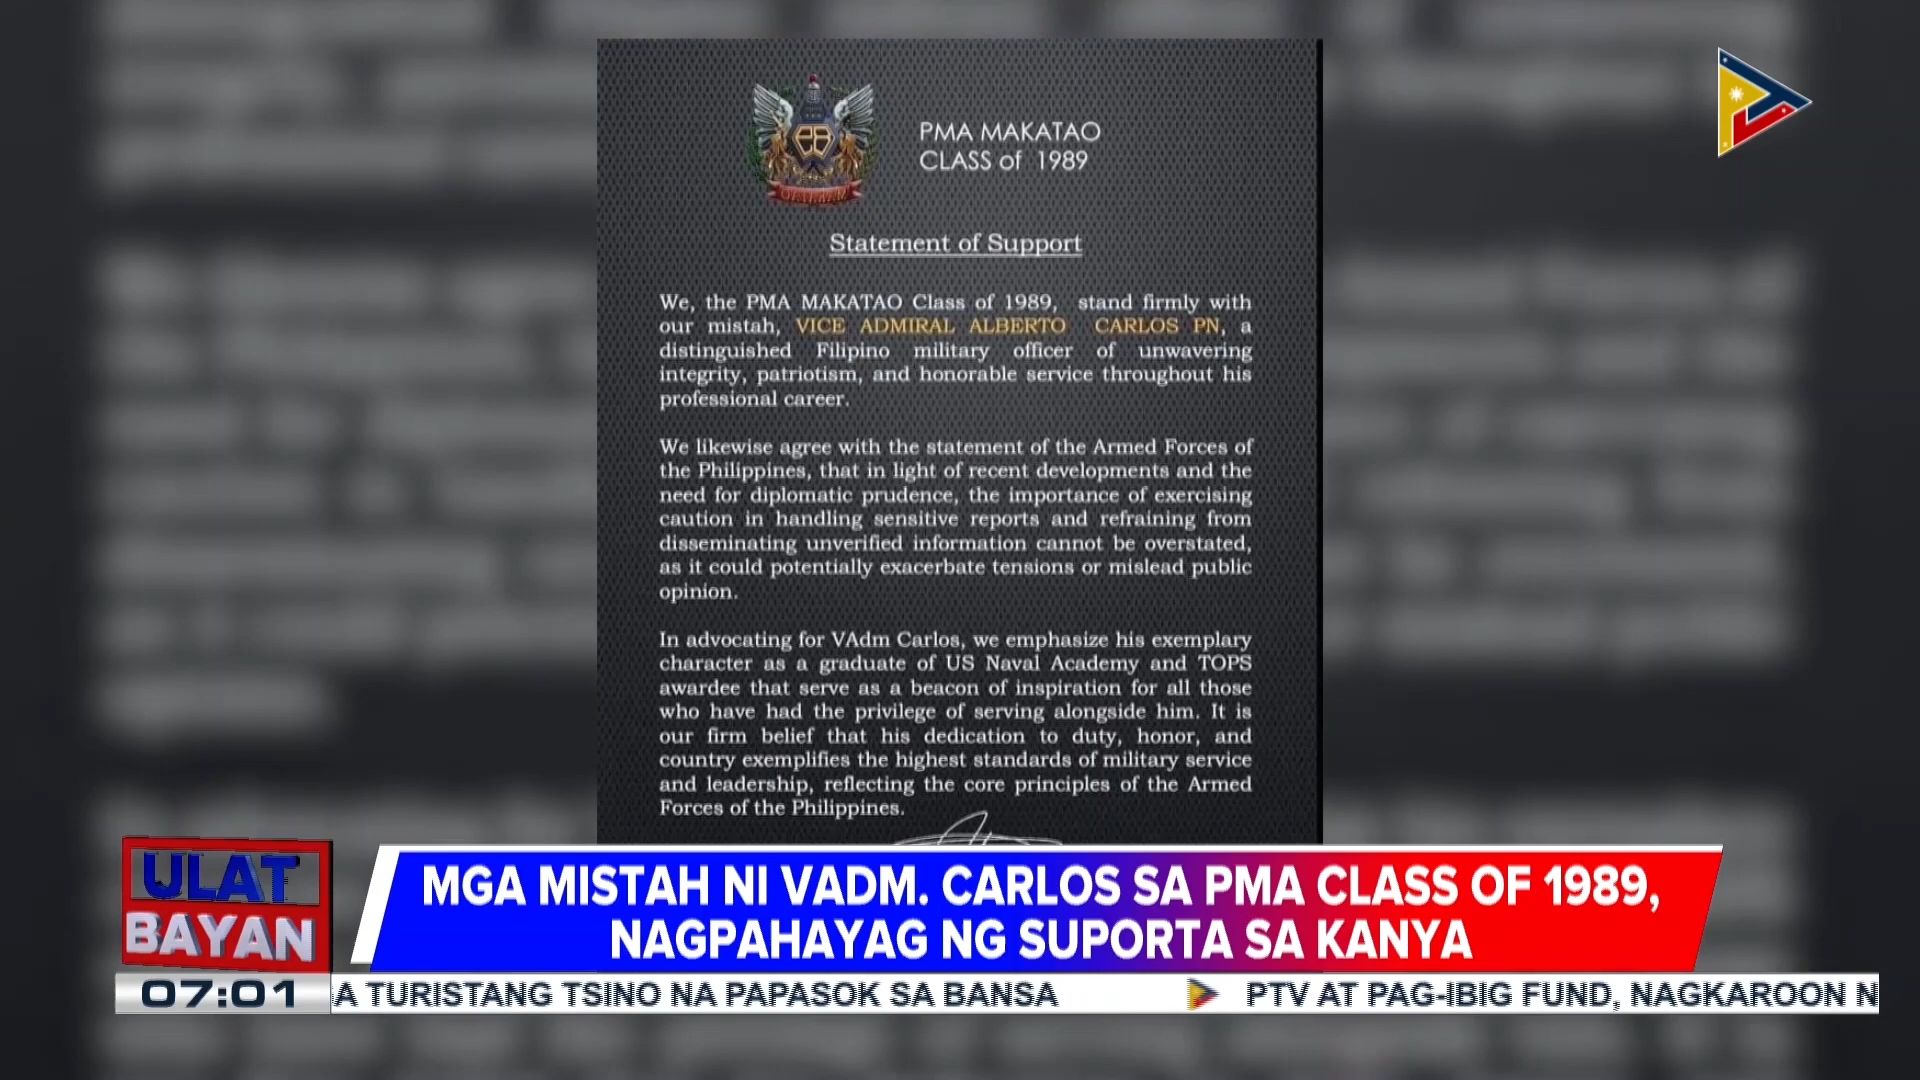 PMA MAKATAO
CLASS of 1989
Statement of Support
We, the PMA MAKATAO Class of 1989, stand firmly with
our mistah, VICE ADMIRAL ALBERTO CARLOS PN, a
distinguished Filipino military officer of unwavering
integrity, patriotism, and honorable service throughout his
professional career.
We likewise agree with the statement of the Armed Forces of
the Philippines, that in light of recent developments and the
need for diplomatic prudence, the importance of exercising
caution in handling sensitive reports and refraining from
disseminating unverified information cannot be overstated,
as it could potentially exacerbate tensions or mislead public
opinion.
In advocating for VAdm Carlos, we emphasize his exemplary
character as a graduate of US Naval Academy and TOPS
awardee that serve as a beacon of inspiration for all those
who have had the privilege of serving alongside him. It is
our firm belief that his dedication to duty, honor, and
country exemplifies the highest standards of military service
and leadership, reflecting the core principles of the Armed
Forces of the Philippines.
ULAT
BAYAN
MGA MISTAH NI VADM. CARLOS SA PMA CLASS OF 1989,
NAGPAHAYAG NG SUPORTA SA KANYA
07:01
A TURISTANG TSINO NA PAPASOK SA BANSA
PTV AT PAG-IBIG FUND, NAGKAROON N